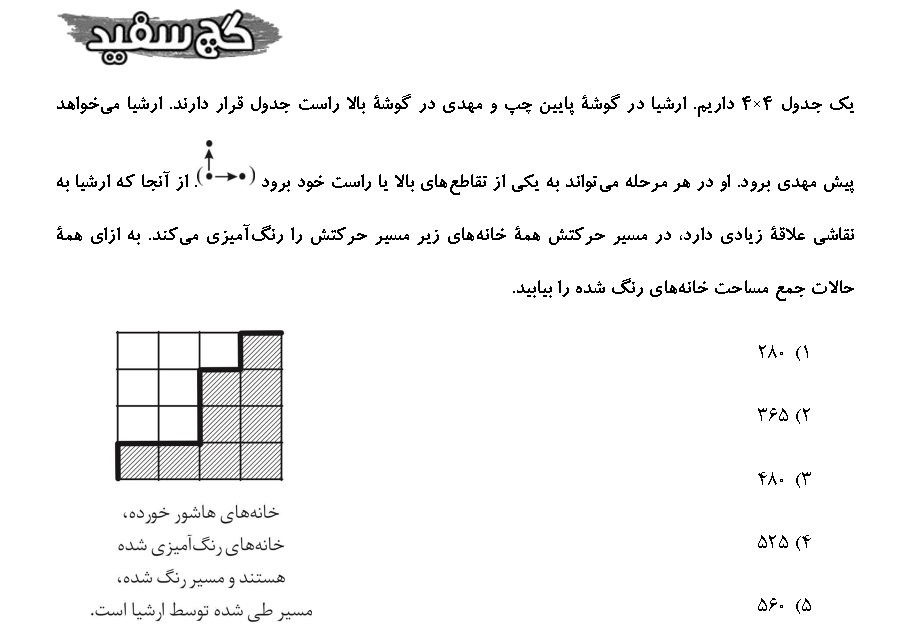 گچ سفید
یک جدول ۴×۴ داریم. ارشیا در گوشهٔ پایین چپ و مهدی در گوشهٔ بالا راست جدول قرار دارند. ارشیا می‌خواهد
پیش مهدی برود. او در هر مرحله می‌تواند به یکی از تقاطع‌های بالا یا راست خود برود (). از آنجا که ارشیا به
نقاشی علاقهٔ زیادی دارد، در مسیر حرکتش همهٔ خانه‌های زیر مسیر حرکتش را رنگ‌آمیزی می‌کند. به ازای همهٔ
حالات جمع مساحت خانه‌های رنگ شده را بیابید.
۱) ۲۸۰
۲) ۳۶۵
۳) ۴۸۰
۴) ۵۲۵
۵) ۵۶۰
خانه‌های هاشور خورده،
خانه‌های رنگ‌آمیزی شده
هستند و مسیر رنگ شده،
مسیر طی شده توسط ارشیا است.